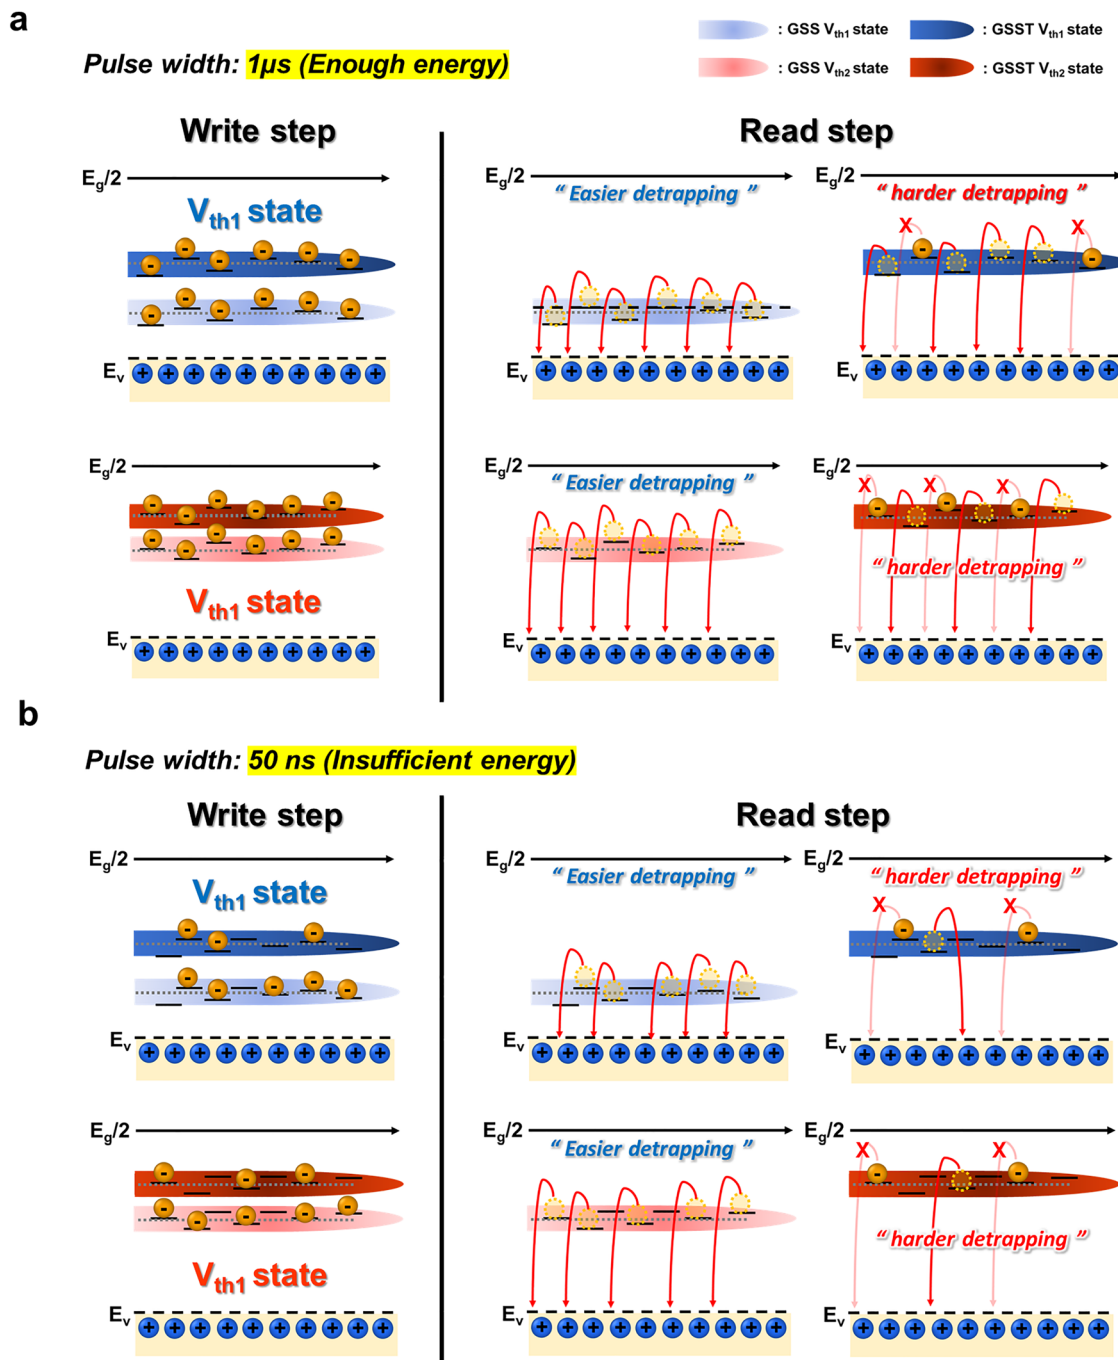 a
: GSS Vth1 state
: GSST Vth1 state
: GSS Vth2 state
: GSST Vth2 state
Pulse width: 1μs (Enough energy)
Write step
Read step
Eg/2
Vth1 state
Ev
+ + + + + + + + + +
Eg/2
“ Easier detrapping ”
Ev
+ + + + + + + + + +
Eg/2
“ harder detrapping ”
X
X
Ev
+ + + + + + + + + +
Eg/2
Vth1 state
Ev
+ + + + + + + + + +
Eg/2
“ Easier detrapping ”
Ev
+ + + + + + + + + +
Eg/2
X X X
“ harder detrapping ”
Ev
+ + + + + + + + + +
b
Pulse width: 50 ns (Insufficient energy)
Write step
Read step
Eg/2
Vth1 state
Ev
+ + + + + + + + + +
Eg/2
“ Easier detrapping ”
Ev
+ + + + + + + + + +
Eg/2
“ harder detrapping ”
X X
Ev
+ + + + + + + + + +
Eg/2
Vth1 state
Ev
+ + + + + + + + + +
Eg/2
“ Easier detrapping ”
Ev
+ + + + + + + + + +
Eg/2
X X
“ harder detrapping ”
Ev
+ + + + + + + + + +